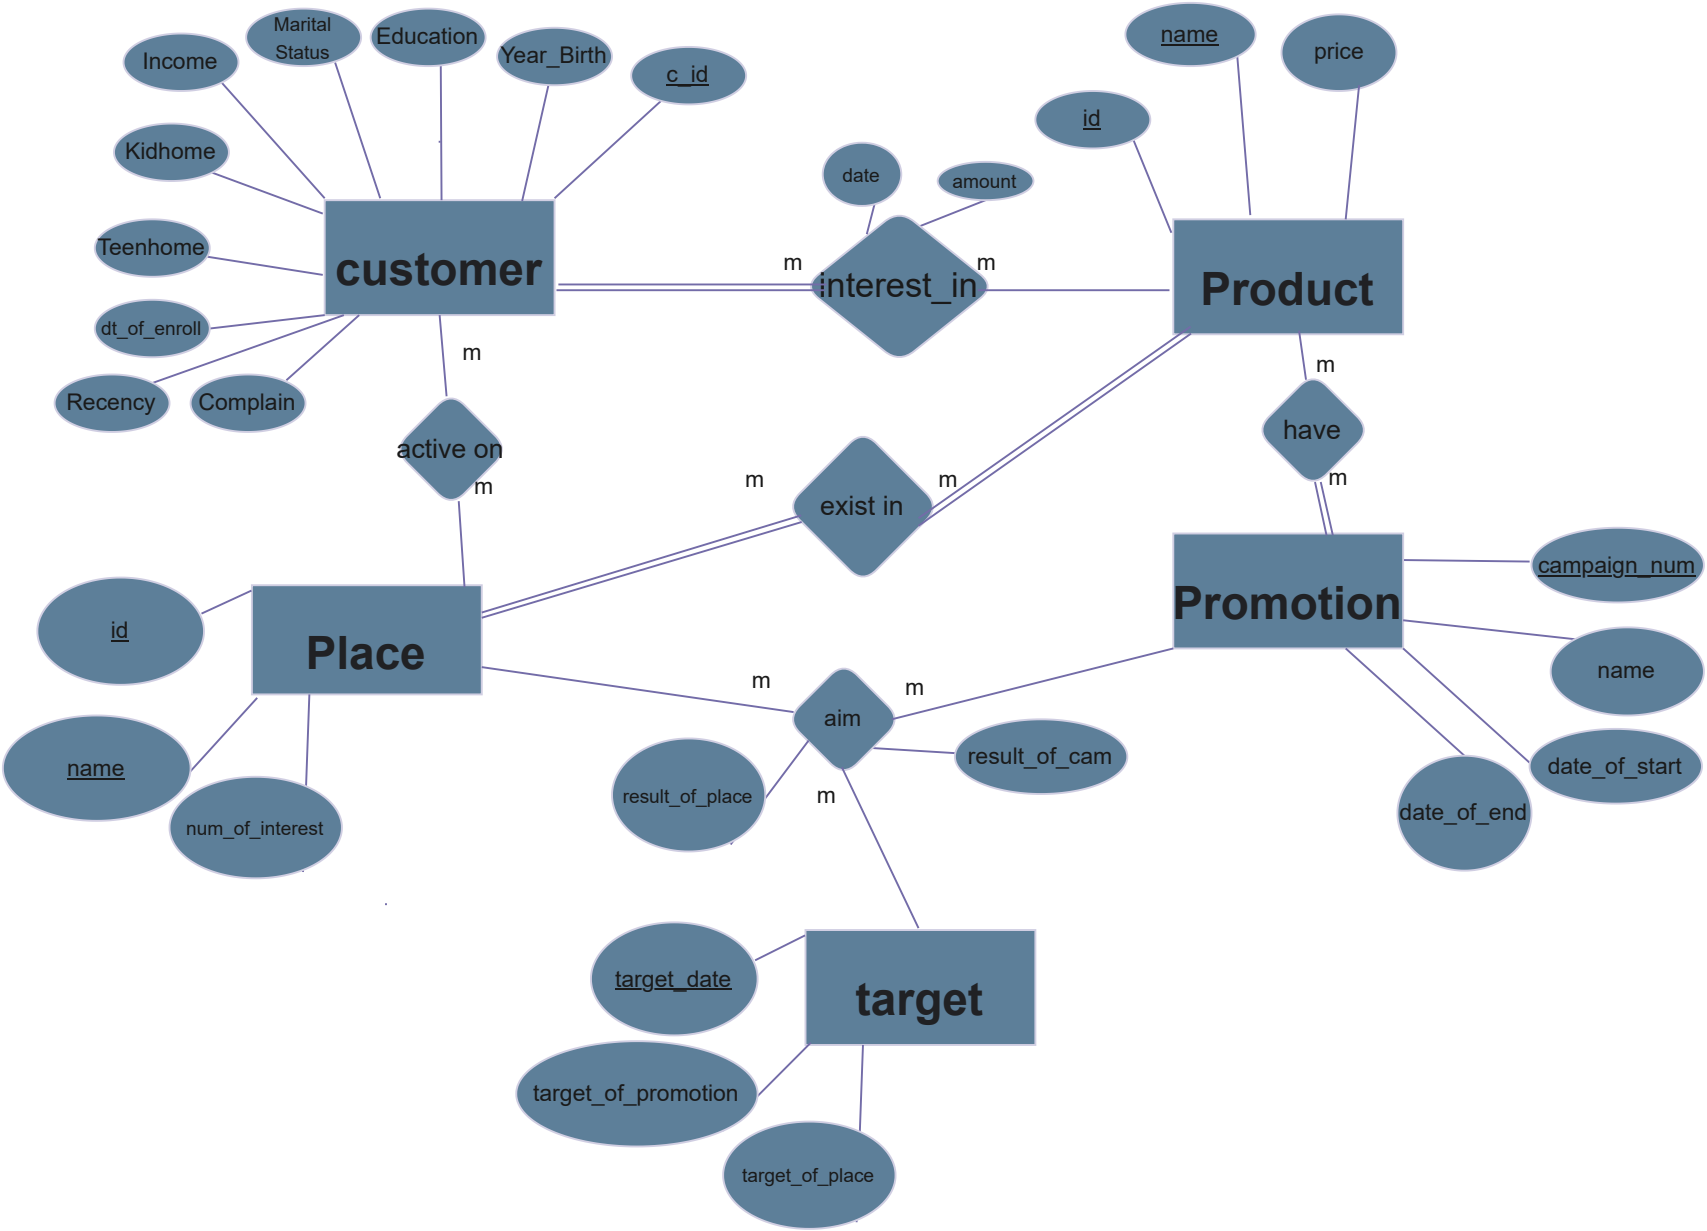 Marital
Status
Education
Year_Birth
Income
c_id
Kidhome
Teenhome
dt_of_enroll
Recency
Complain
customer
name
price
id
date
amount
m
interest_in
m
Product
m
active on
m
m
exist in
m
m
have
m
id
Place
name
num_of_interest
Promotion
campaign_num
name
date_of_start
date_of_end
m
aim
m
result_of_place
result_of_cam
m
target_date
target
target_of_promotion
target_of_place